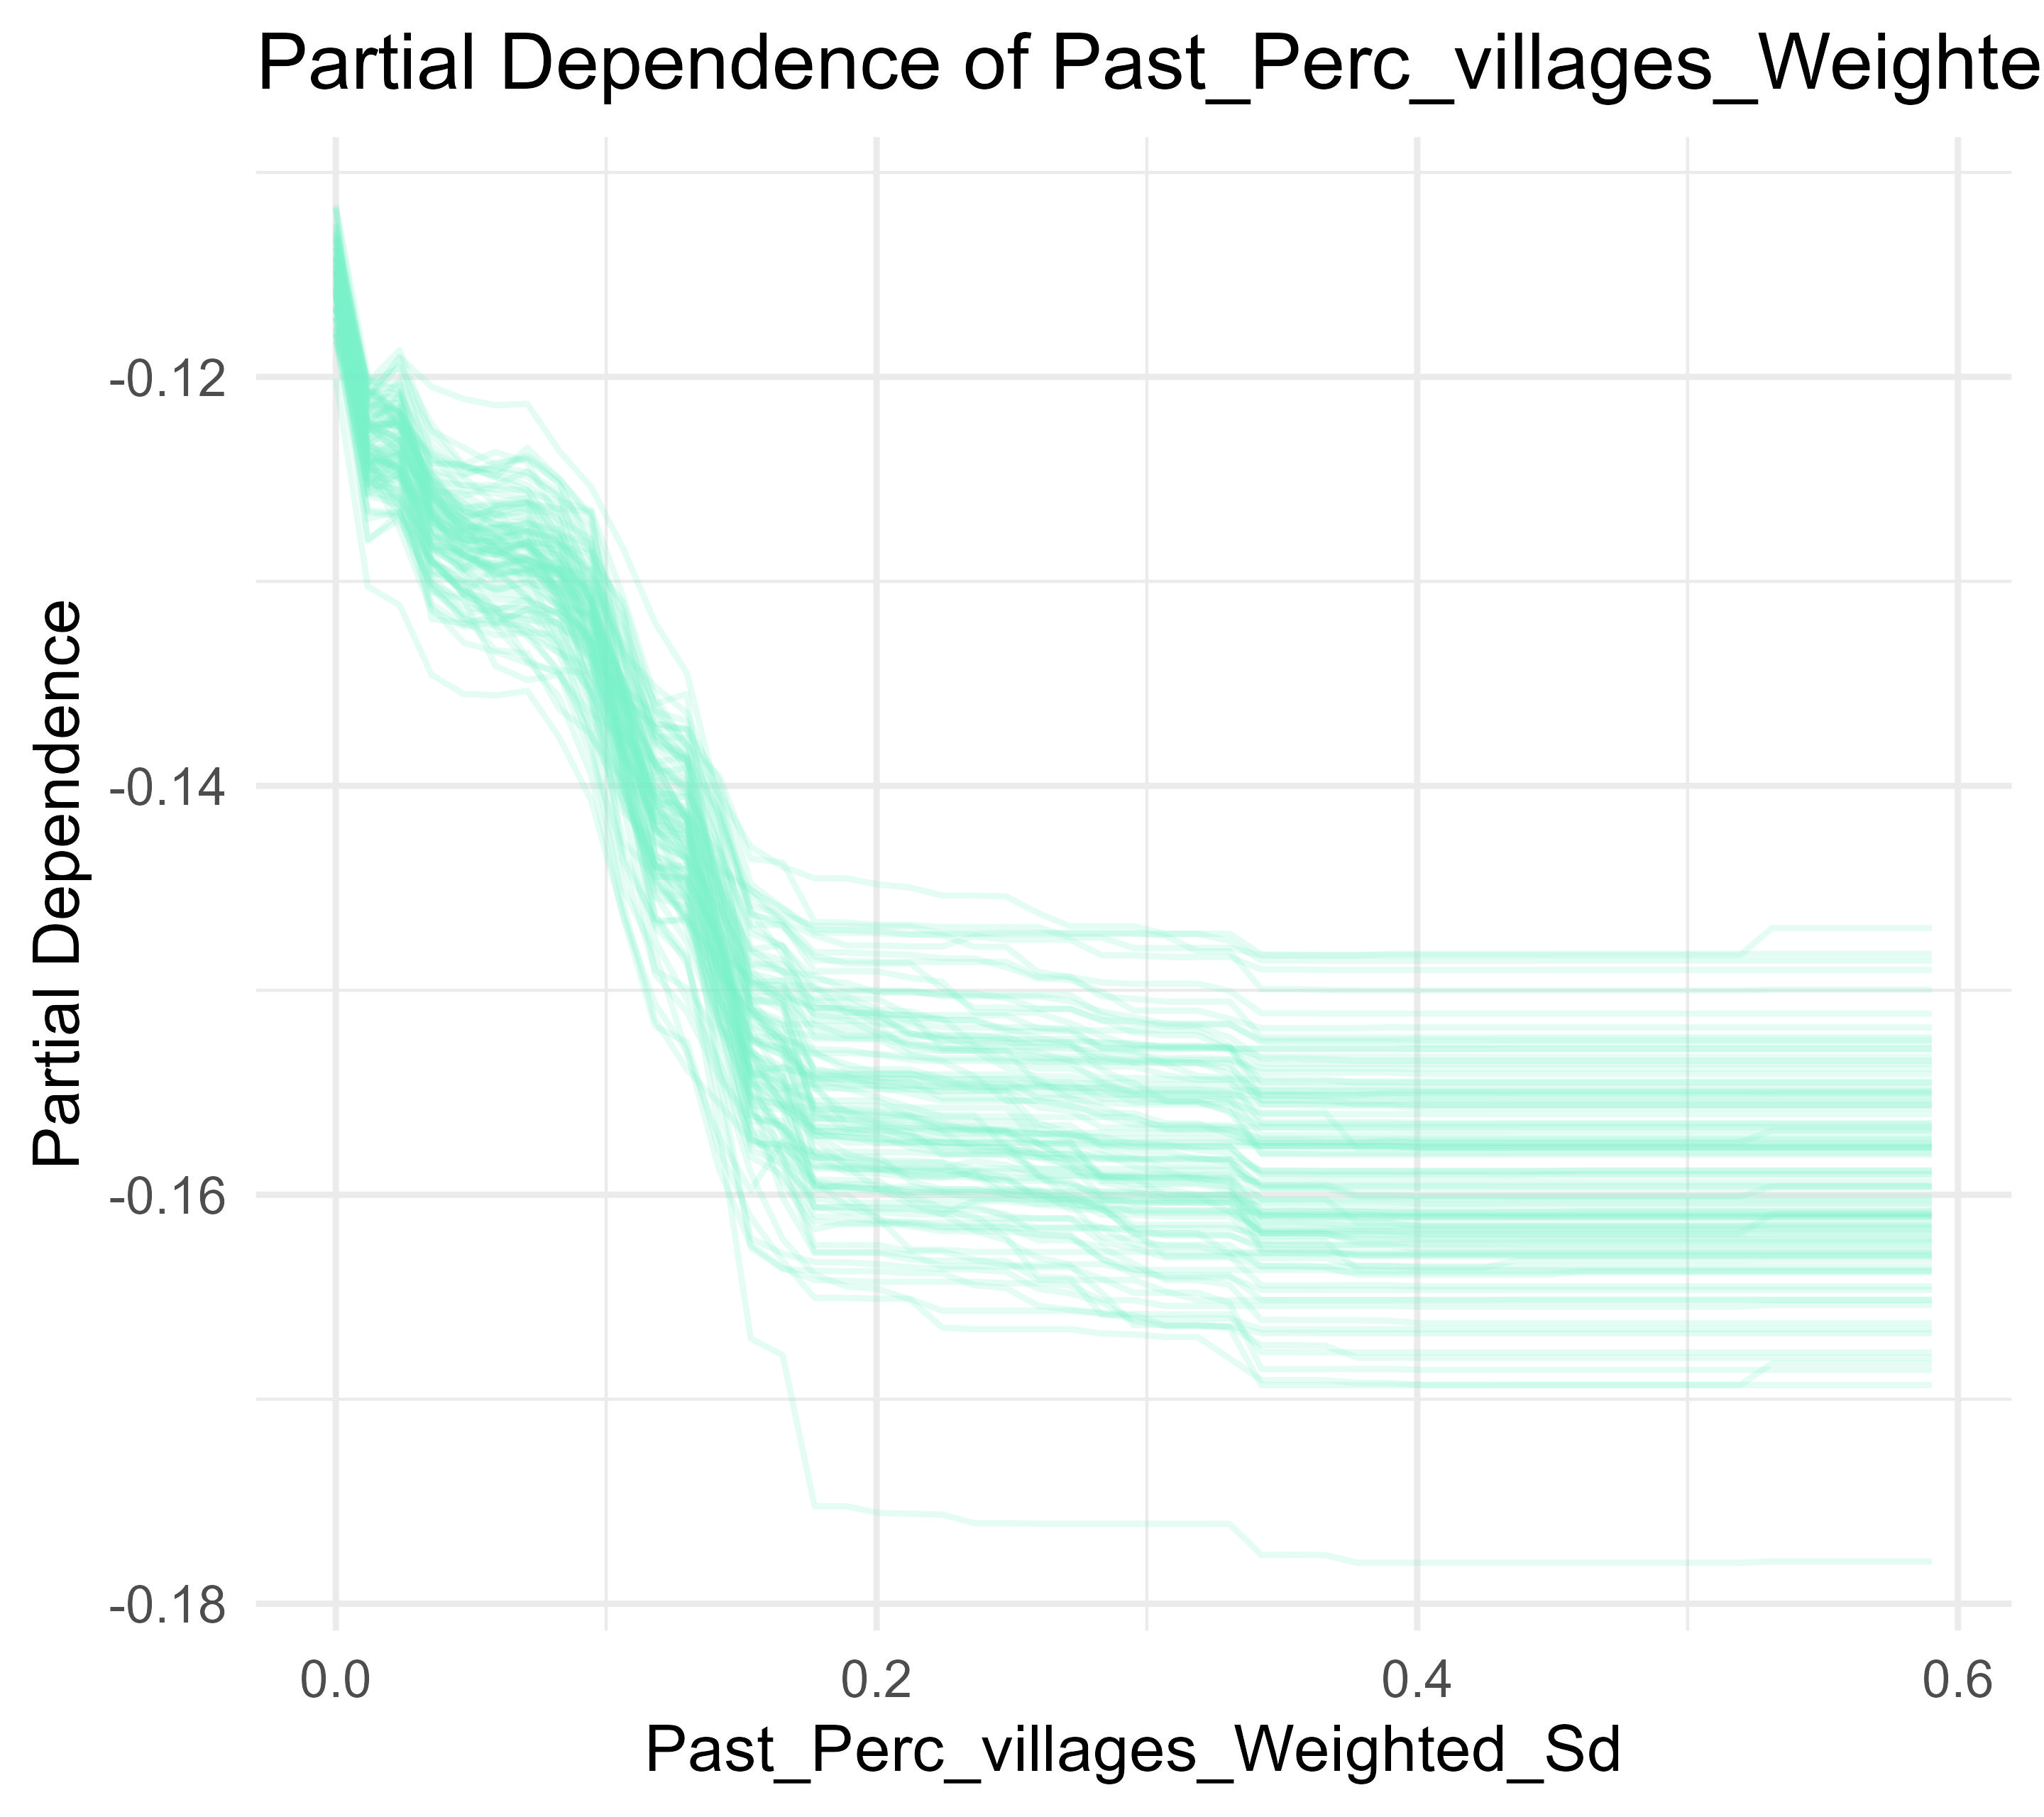 Partial Dependence of Past_Perc_villages_Weighte
Partial Dependence
-0.12
-0.14
-0.16
-0.18
0.0
0.2
0.4
0.6
Past_Perc_villages_Weighted_Sd